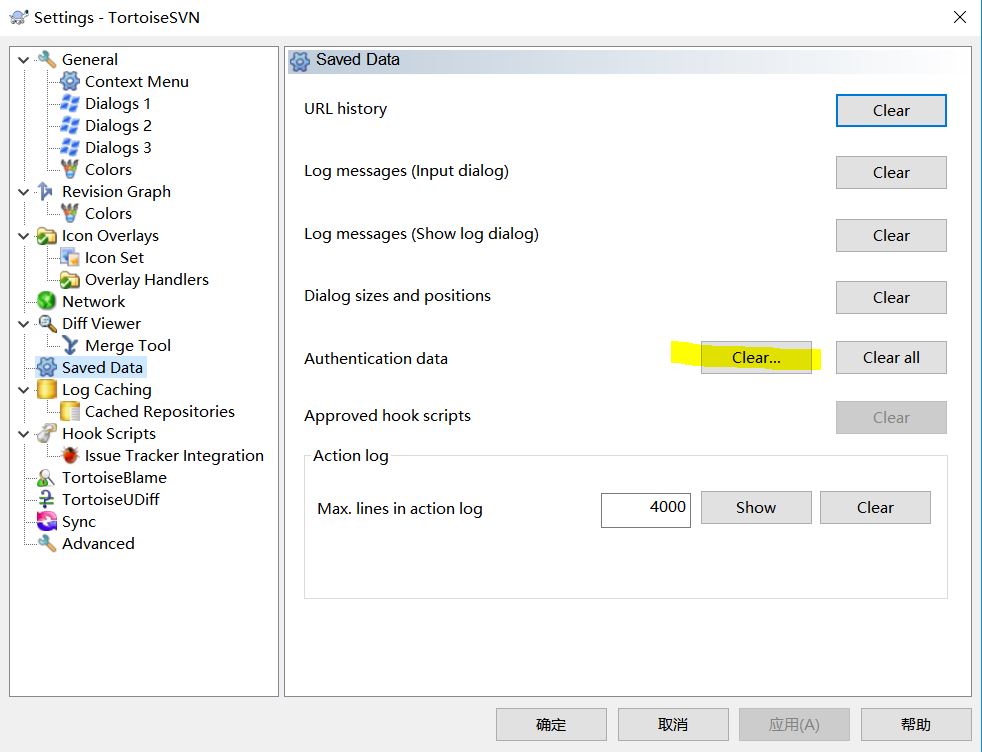 Settings - TortoiseSVN
General
Context Menu
Dialogs 1
Dialogs 2
Dialogs 3
Colors
Revision Graph
Colors
Icon Overlays
Icon Set
Overlay Handlers
Network
Diff Viewer
Merge Tool
Saved Data
Log Caching
Cached Repositories
Hook Scripts
Issue Tracker Integration
TortoiseBlame
TortoiseUDiff
Sync
Advanced
Saved Data
URL history Clear
Log messages (Input dialog) Clear
Log messages (Show log dialog) Clear
Dialog sizes and positions Clear
Authentication data Clear... Clear all
Approved hook scripts Clear
Action log
Max. lines in action log 4000 Show Clear
确定 取消 应用(A) 帮助